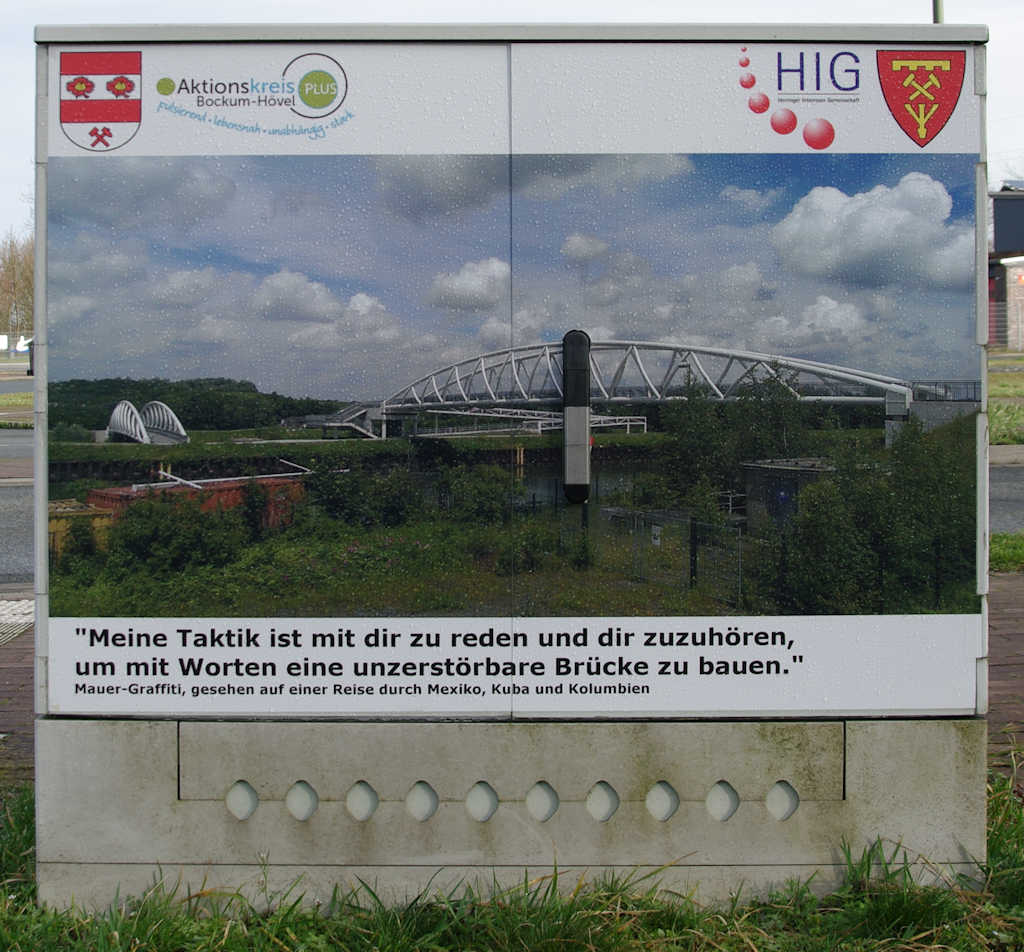 Aktionskreis PLUS
Bockum-Hövel
pulsierend • lebensnah • unabhängig • stark
HIG
Herringer Interessen Gemeinschaft
"Meine Taktik ist mit dir zu reden und dir zuzuhören,
um mit Worten eine unzerstörbare Brücke zu bauen."
Mauer-Graffiti, gesehen auf einer Reise durch Mexiko, Kuba und Kolumbien